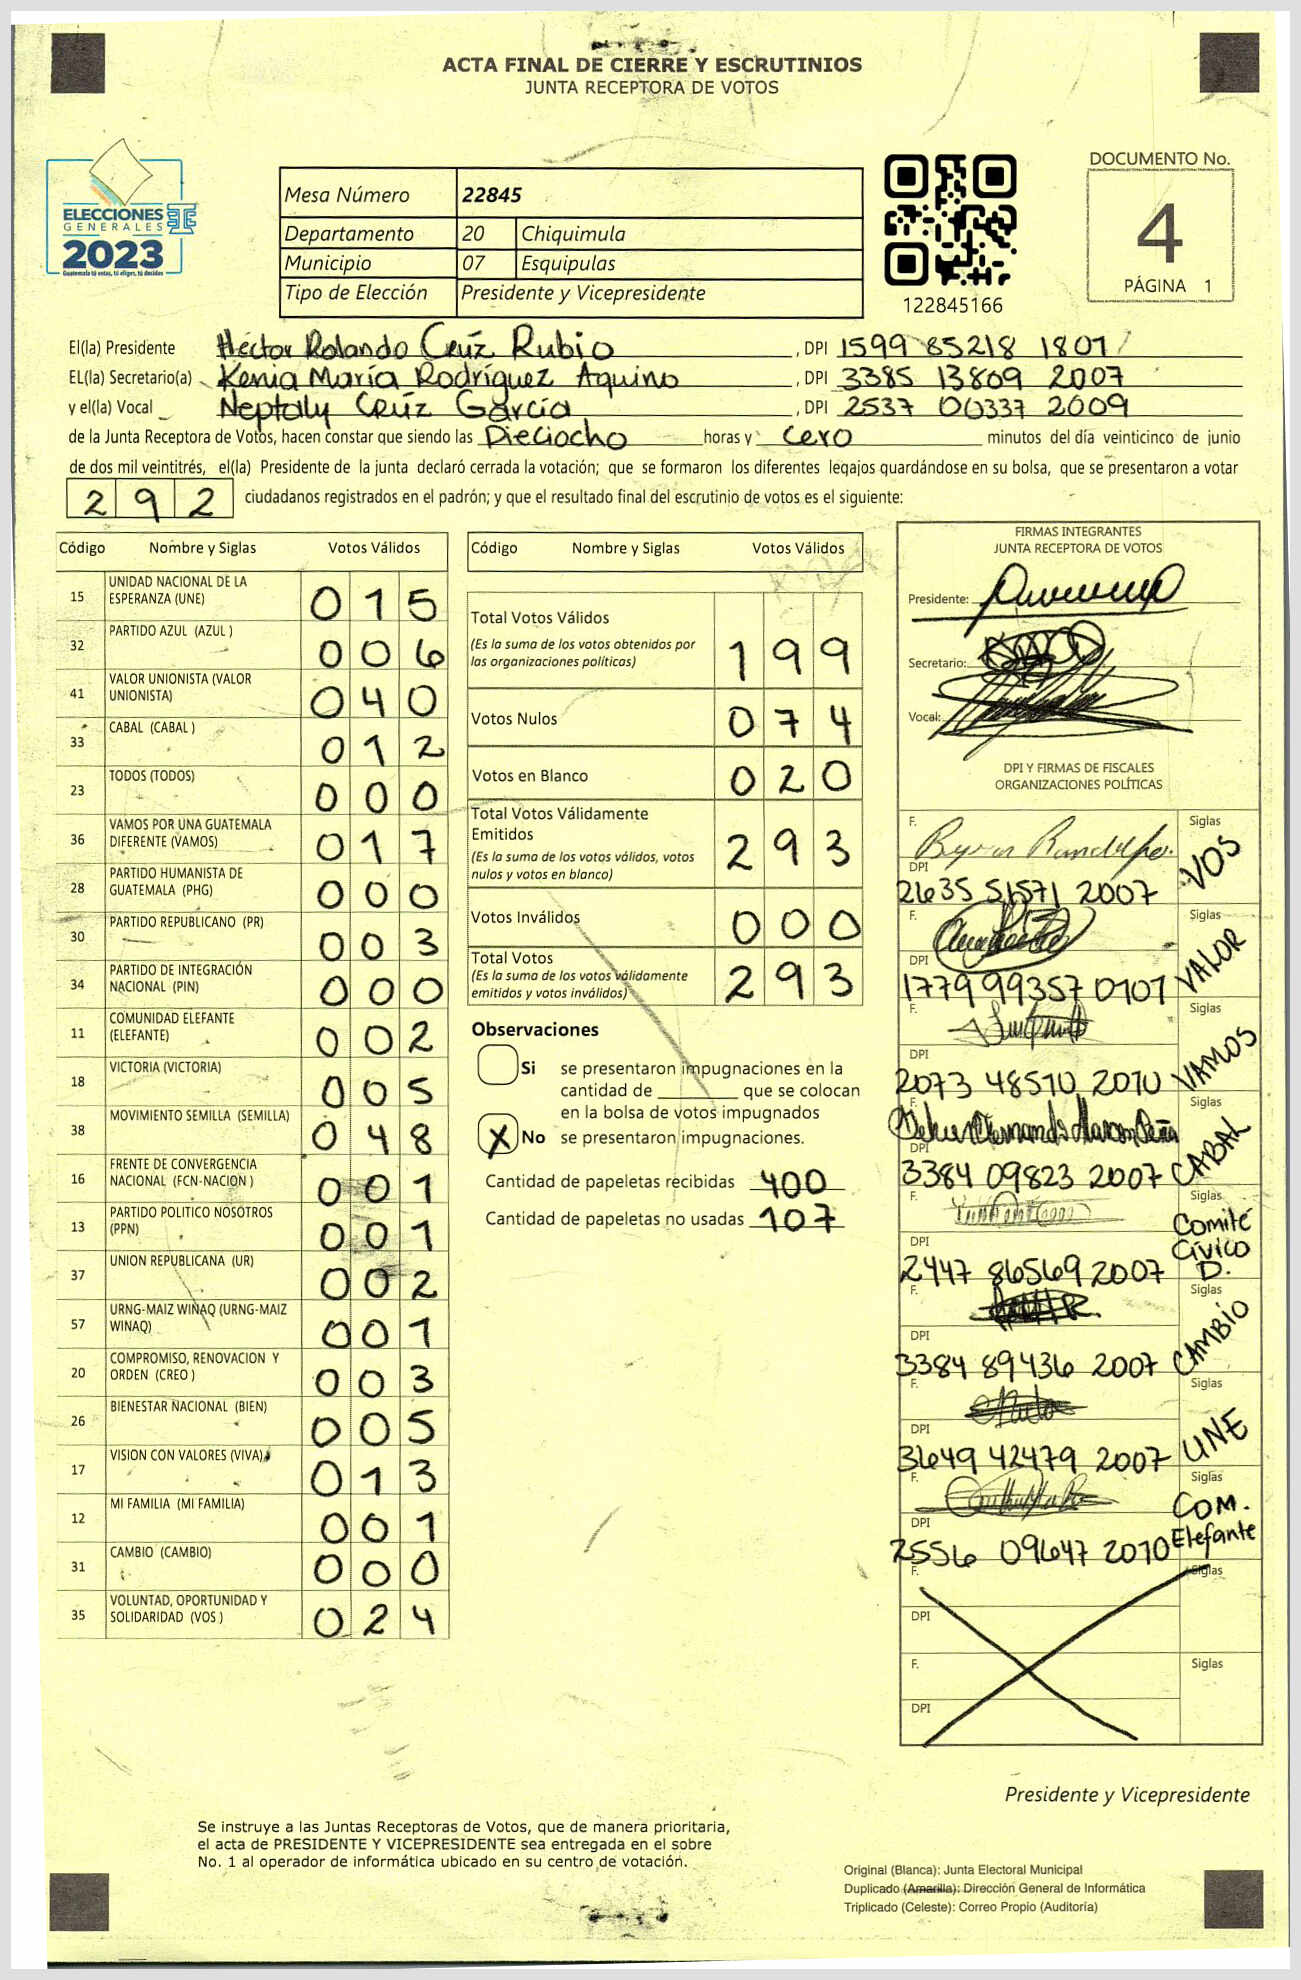 ACTA FINAL DE CIERRE Y ESCRUTINIOS
JUNTA RECEPTORA DE VOTOS
ELECCIONES
GENERALES
2023
Guatemala tú votas, tú eliges, tú decides
Mesa Número 22845
Departamento 20 Chiquimula
Municipio 07 Esquipulas
Tipo de Elección Presidente y Vicepresidente
122845166
DOCUMENTO No.
4
PÁGINA 1
El(la) Presidente Héctor Rolando Cruz Rubio , DPI 1599 85218 1801
EL(la) Secretario(a) Kenia María Rodríguez Aquino , DPI 3385 13809 2007
y el(la) Vocal Neptaly Cruz García , DPI 2537 00337 2009
de la Junta Receptora de Votos, hacen constar que siendo las Dieciocho horas y cero minutos del día veinticinco de junio
de dos mil veintitrés, el(la) Presidente de la junta declaró cerrada la votación; que se formaron los diferentes legajos guardándose en su bolsa, que se presentaron a votar
292 ciudadanos registrados en el padrón; y que el resultado final del escrutinio de votos es el siguiente:
Código Nombre y Siglas Votos Válidos
15 UNIDAD NACIONAL DE LA
ESPERANZA (UNE) 015
32 PARTIDO AZUL (AZUL ) 006
41 VALOR UNIONISTA (VALOR
UNIONISTA) 040
33 CABAL (CABAL ) 012
23 TODOS (TODOS) 000
36 VAMOS POR UNA GUATEMALA
DIFERENTE (VAMOS) 017
28 PARTIDO HUMANISTA DE
GUATEMALA (PHG) 000
30 PARTIDO REPUBLICANO (PR) 003
34 PARTIDO DE INTEGRACIÓN
NACIONAL (PIN) 000
11 COMUNIDAD ELEFANTE
(ELEFANTE) 002
18 VICTORIA (VICTORIA) 005
38 MOVIMIENTO SEMILLA (SEMILLA) 048
16 FRENTE DE CONVERGENCIA
NACIONAL (FCN-NACION ) 001
13 PARTIDO POLITICO NOSOTROS
(PPN) 001
37 UNION REPUBLICANA (UR) 002
57 URNG-MAIZ WINAQ (URNG-MAIZ
WINAQ) 001
20 COMPROMISO, RENOVACION Y
ORDEN (CREO ) 003
26 BIENESTAR NACIONAL (BIEN) 005
17 VISION CON VALORES (VIVA) 013
12 MI FAMILIA (MI FAMILIA) 001
31 CAMBIO (CAMBIO) 000
35 VOLUNTAD, OPORTUNIDAD Y
SOLIDARIDAD (VOS ) 024
Código Nombre y Siglas Votos Válidos
Total Votos Válidos
(Es la suma de los votos obtenidos por
las organizaciones políticas) 199
Votos Nulos 074
Votos en Blanco 020
Total Votos Válidamente
Emitidos
(Es la suma de los votos válidos, votos
nulos y votos en blanco) 293
Votos Inválidos 000
Total Votos
(Es la suma de los votos válidamente
emitidos y votos inválidos) 293
Observaciones
Si se presentaron impugnaciones en la
cantidad de ________ que se colocan
en la bolsa de votos impugnados
X No se presentaron impugnaciones.
Cantidad de papeletas recibidas 400
Cantidad de papeletas no usadas 107
FIRMAS INTEGRANTES
JUNTA RECEPTORA DE VOTOS
Presidente:
Secretario:
Vocal:
DPI Y FIRMAS DE FISCALES
ORGANIZACIONES POLÍTICAS
F. Siglas
DPI VOS
2635 51571 2007
F. Siglas
DPI VALOR
1779 99357 0101
F. Siglas
DPI VAMOS
2073 48510 2010
F. Siglas
DPI CABAL
3384 09823 2007
F. Siglas
DPI Comité
Cívico
2447 86569 2007 D.
F. Siglas
DPI CAMBIO
3384 89436 2007
F. Siglas
DPI UNE
3649 42479 2007
F. Siglas
DPI COM.
2556 09647 2010 Elefante
F. Siglas
DPI
F. Siglas
DPI
Presidente y Vicepresidente
Se instruye a las Juntas Receptoras de Votos, que de manera prioritaria,
el acta de PRESIDENTE Y VICEPRESIDENTE sea entregada en el sobre
No. 1 al operador de informática ubicado en su centro de votación.
Original (Blanca): Junta Electoral Municipal
Duplicado (Amarilla): Dirección General de Informática
Triplicado (Celeste): Correo Propio (Auditoría)